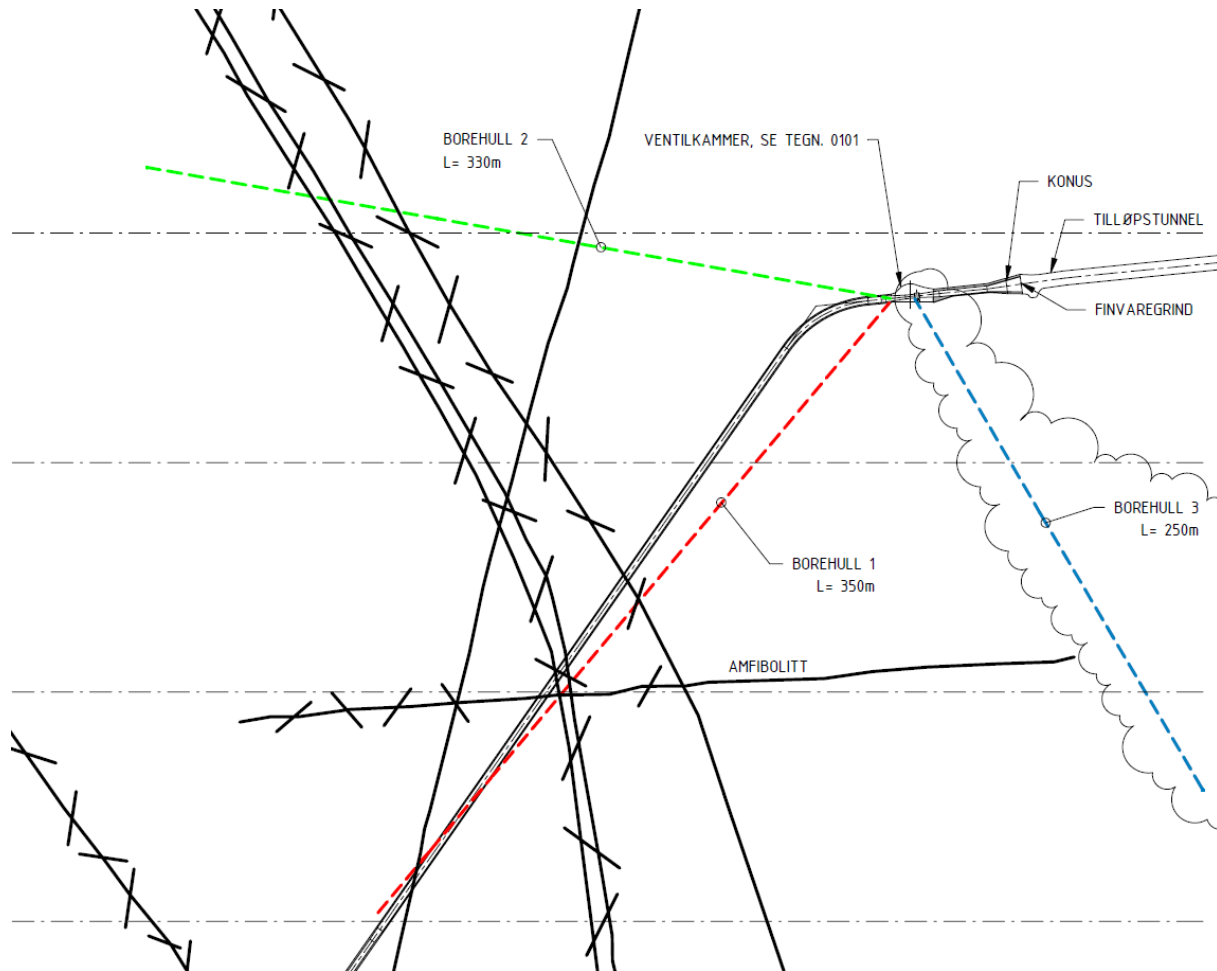 BOREHULL 2
L= 330m
VENTILKAMMER, SE TEGN. 0101
KONUS
TILLØPSTUNNEL
FINVAREGRIND
BOREHULL 3
L= 250m
BOREHULL 1
L= 350m
AMFIBOLITT